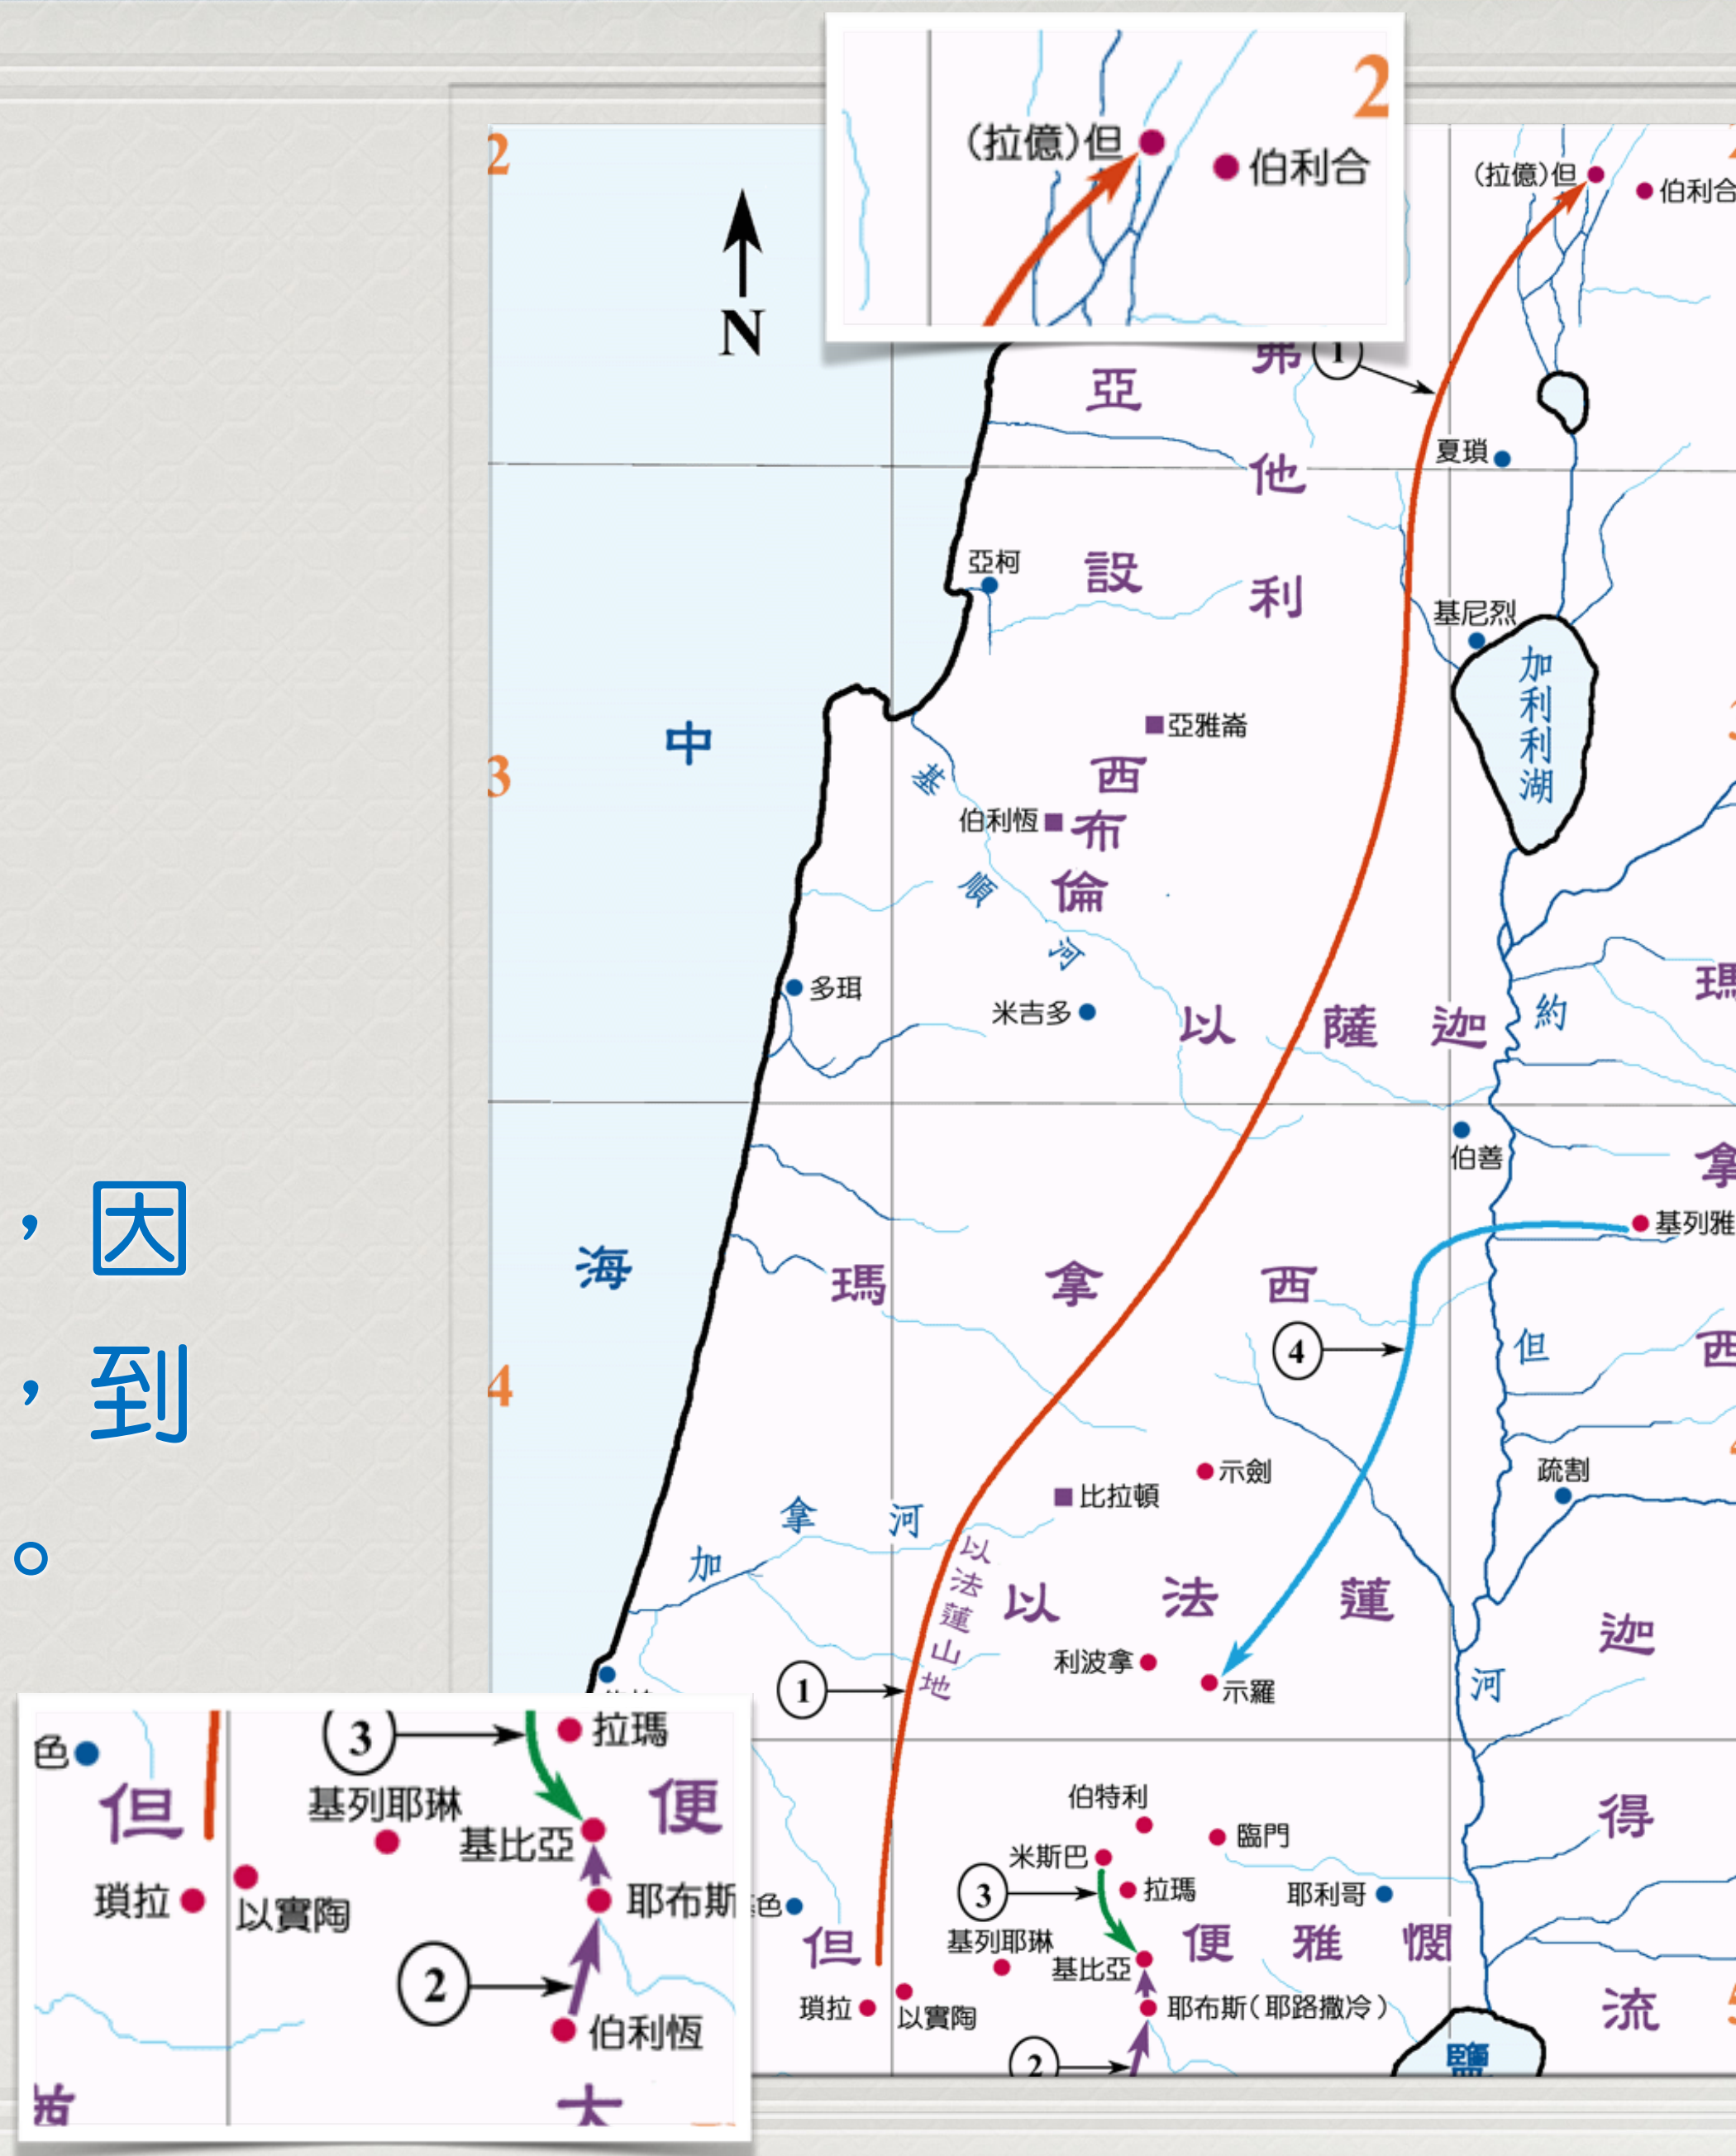 ，因
，到
。
2
(拉億)但
伯利合
2
(拉億)但
伯利合
N
1
亞設
弗他利
夏瑣
亞柯
基尼烈
加利利湖
中海
3
亞雅崙
西布倫
伯利恆
基順河
多珥
米吉多
以薩迦
約但河
瑪拿西
伯善
基列雅
瑪拿西
4
4
示劍
比拉頓
疏割
加拿河
以法蓮山地
以法蓮
迦得
利波拿
示羅
1
伯特利
臨門
米斯巴
3
拉瑪
耶利哥
色
基列耶琳
但
便雅憫
基比亞
瑣拉
以實陶
耶布斯（耶路撒冷）
流
2
鹽
3
拉瑪
色
但
基列耶琳
便
基比亞
瑣拉
以實陶
耶布斯
2
伯利恆